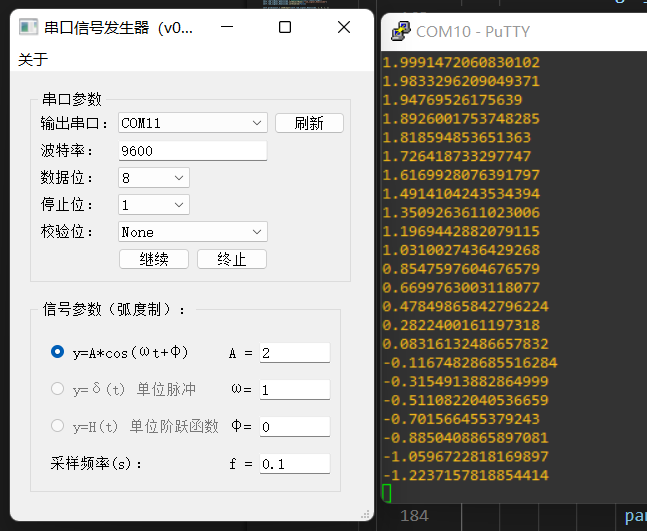 串口信号发生器（v0...
关于
串口参数
输出串口： COM11 刷新
波特率： 9600
数据位： 8
停止位： 1
校验位： None
继续 终止
信号参数（弧度制）：
y=A*cos(ωt+Φ) A = 2
y=δ(t) 单位脉冲 ω= 1
y=H(t) 单位阶跃函数 Φ= 0
采样频率(s)： f = 0.1
COM10 - PuTTY
1.9991472060830102
1.9833296209049371
1.94769526175639
1.8926001753748285
1.818594853651363
1.726418733297747
1.6169928076391797
1.4914104243534394
1.3509263611023006
1.1969442882079115
1.0310027436429268
0.8547597604676579
0.6699763003118077
0.47849865842796224
0.2822400161197318
0.08316132486657832
-0.11674828685516284
-0.3154913882864999
-0.5110822040536659
-0.701566455379243
-0.8850408865897081
-1.0596722818169897
-1.2237157818854414
184
par